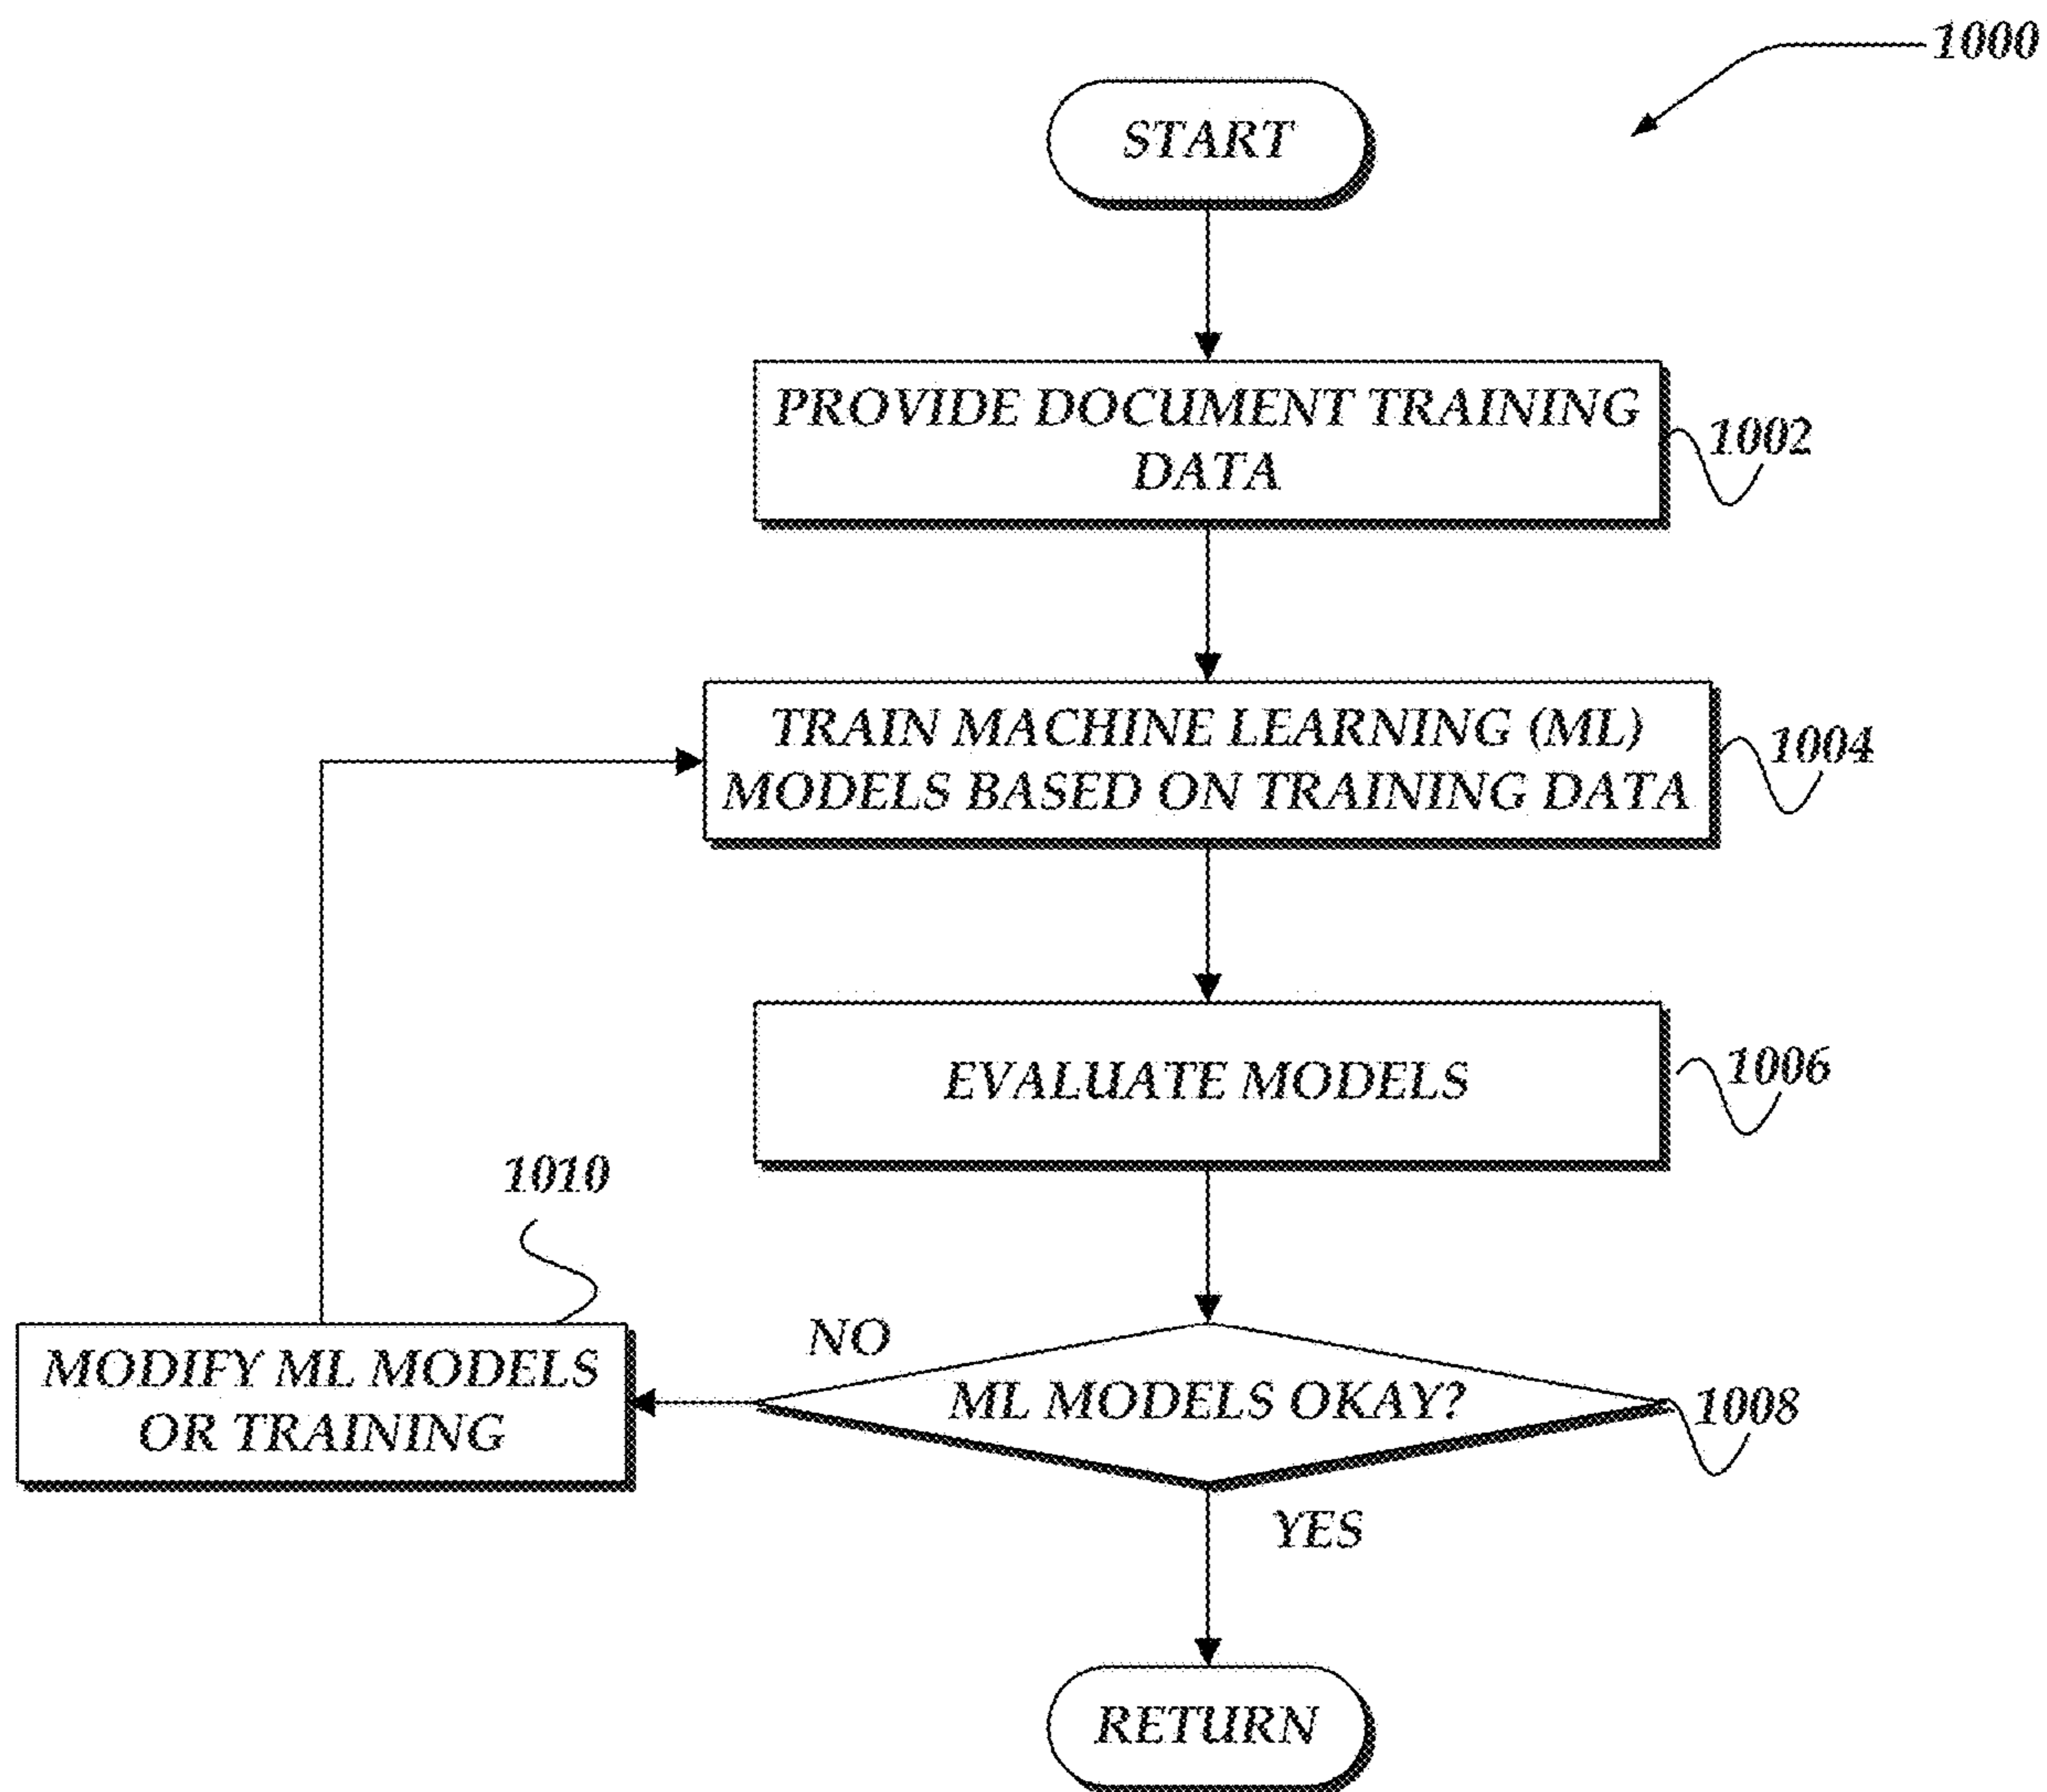 1000
START
PROVIDE DOCUMENT TRAINING
DATA
1002
TRAIN MACHINE LEARNING (ML)
MODELS BASED ON TRAINING DATA
1004
EVALUATE MODELS
1006
1010
NO
MODIFY ML MODELS
OR TRAINING
ML MODELS OKAY?
1008
YES
RETURN